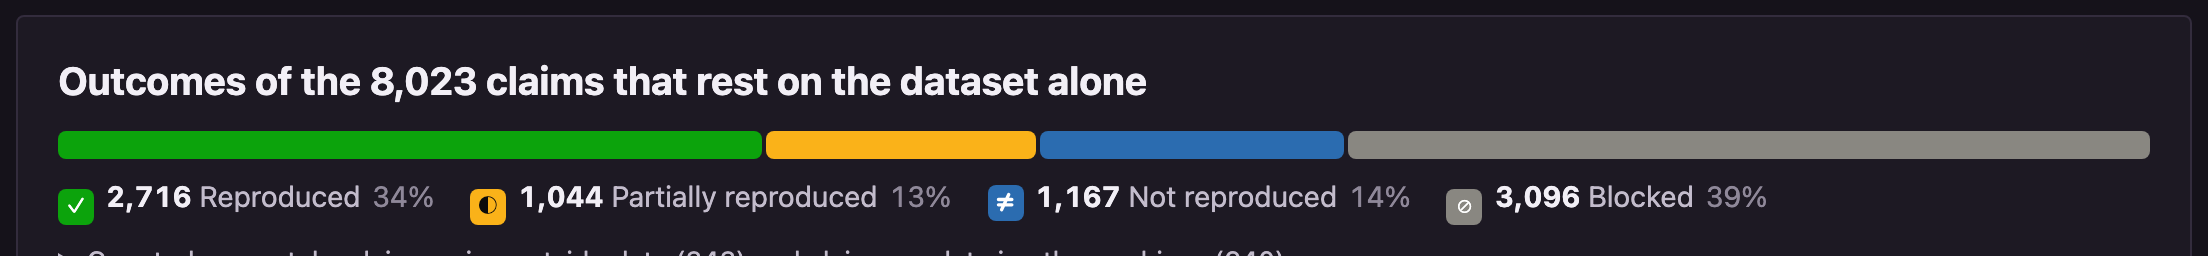 Outcomes of the 8,023 claims that rest on the dataset alone
2,716 Reproduced 34% 1,044 Partially reproduced 13% ≠ 1,167 Not reproduced 14% 3,096 Blocked 39%